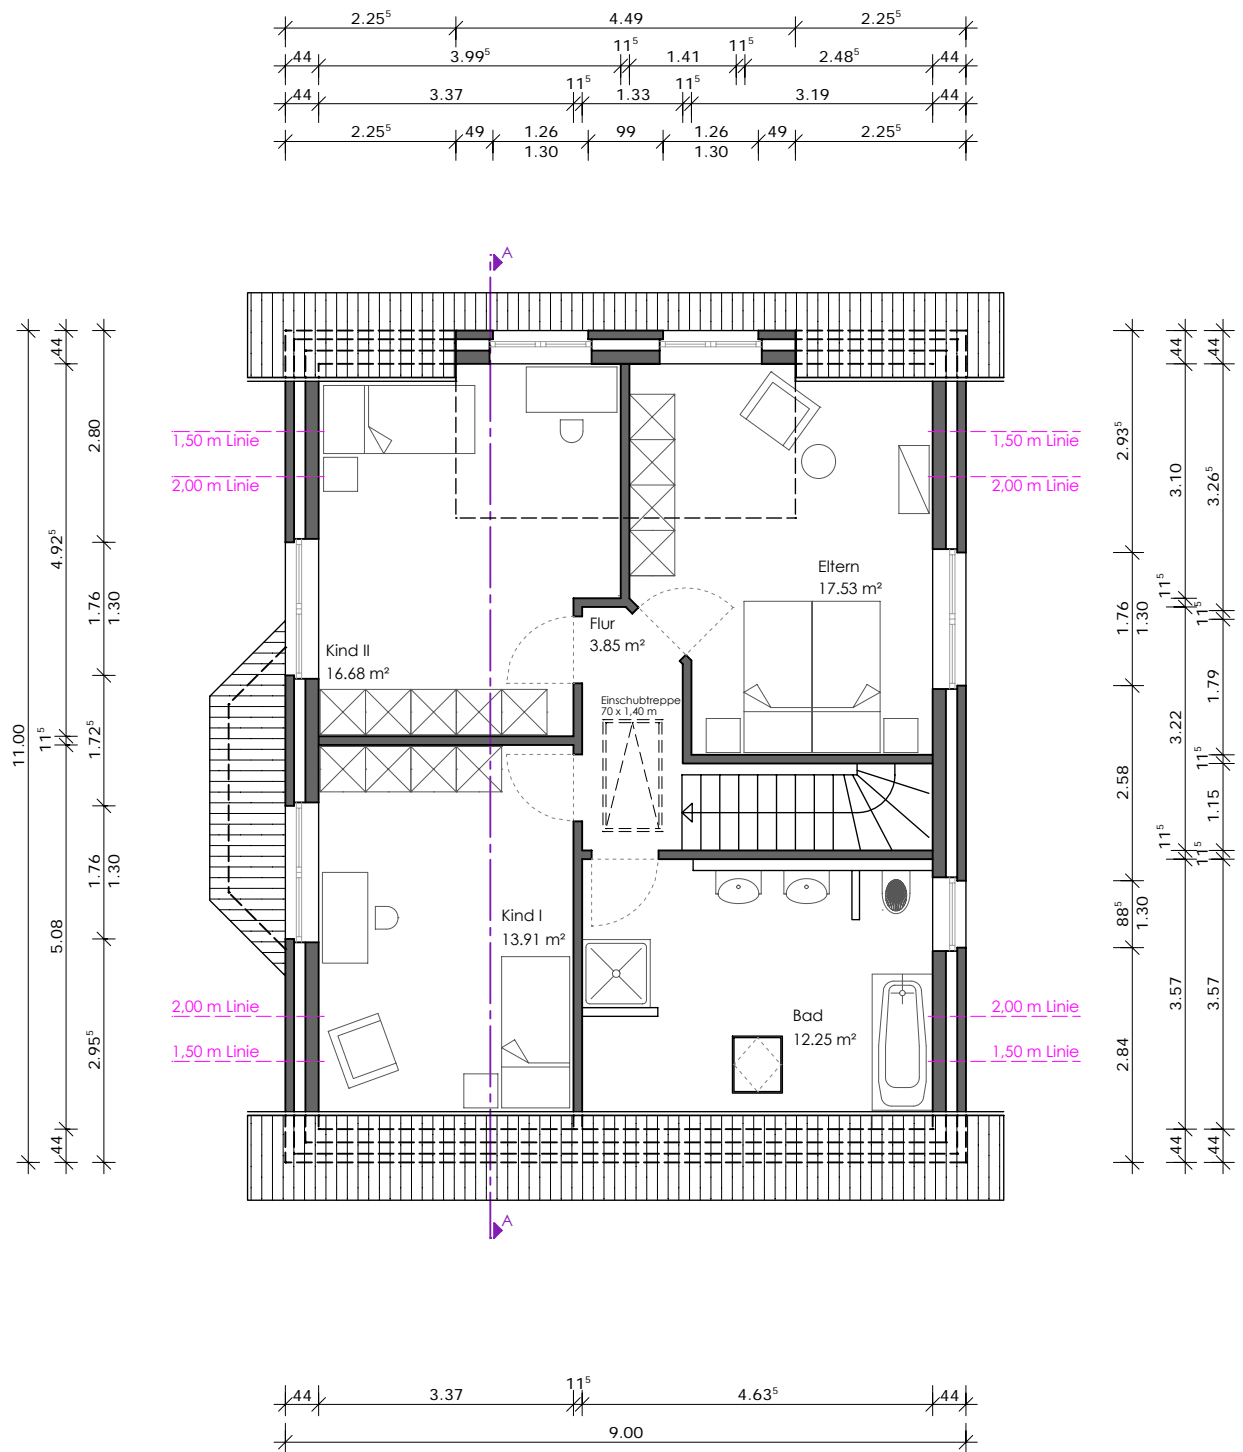 2.25⁵ 4.49 2.25⁵
44 3.99⁵ 11⁵ 1.41 11⁵ 2.48⁵ 44
44 3.37 11⁵ 1.33 11⁵ 3.19 44
2.25⁵ 49 1.26 99 1.26 49 2.25⁵
1.30 1.30
A
11.00
44 4.92⁵ 11⁵ 5.08 44
2.80 1.76 1.72⁵ 1.76 2.95⁵
1.30 1.30
1,50 m Linie
2,00 m Linie
1,50 m Linie
2,00 m Linie
Eltern
17.53 m²
Flur
3.85 m²
Kind II
16.68 m²
Einschubtreppe
70 x 1,40 m
Kind I
13.91 m²
Bad
12.25 m²
2,00 m Linie
1,50 m Linie
2,00 m Linie
1,50 m Linie
2.93⁵ 1.76 2.58 88⁵ 2.84
1.30 1.30
44 3.10 11⁵ 3.22 11⁵ 3.57 44
44 3.26⁵ 11⁵ 1.79 11⁵ 1.15 11⁵ 3.57 44
A
44 3.37 11⁵ 4.63⁵ 44
9.00